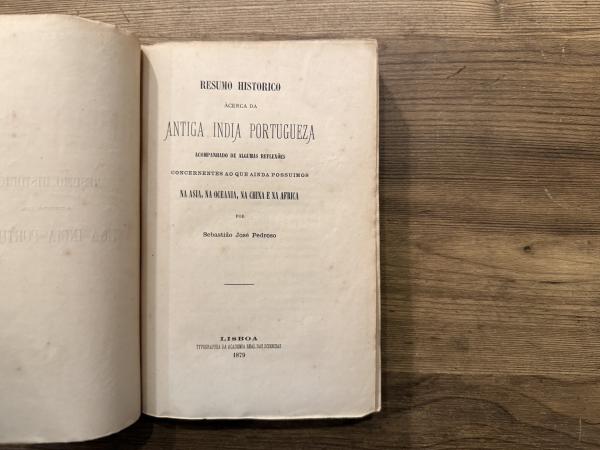 RESUMO HISTORICO
ÁCERCA DA
ANTIGA INDIA PORTUGUEZA
ACOMPANHADO DE ALGUMAS REFLEXÕES
CONCERNENTES AO QUE AINDA POSSUIMOS
NA ASIA, NA OCEANIA, NA CHINA E NA AFRICA
POR
Sebastião José Pedroso
LISBOA
TYPOGRAPHIA DA ACADEMIA REAL DAS SCIENCIAS
1879